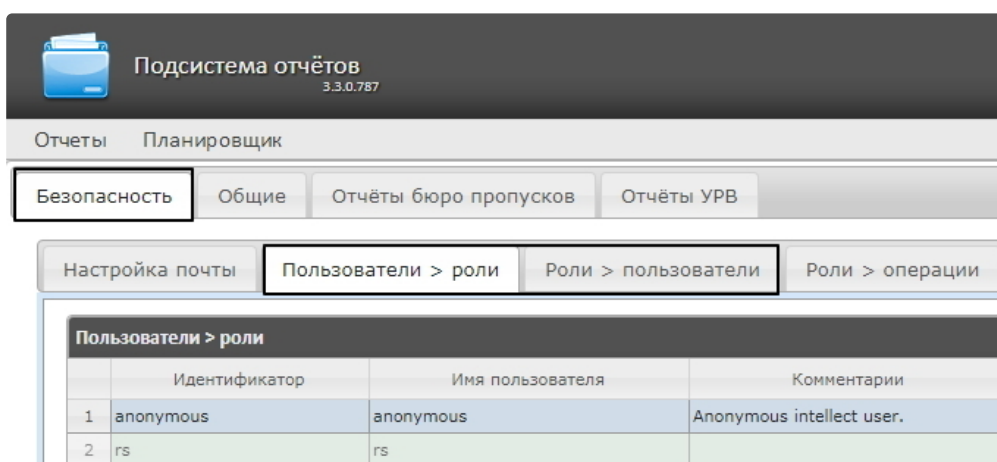 Подсистема отчётов
3.3.0.787
Отчеты Планировщик
Безопасность Общие Отчёты бюро пропусков Отчёты УРВ
Настройка почты Пользователи > роли Роли > пользователи Роли > операции
Пользователи > роли
Идентификатор Имя пользователя Комментарии
1 anonymous anonymous Anonymous intellect user.
2 rs rs